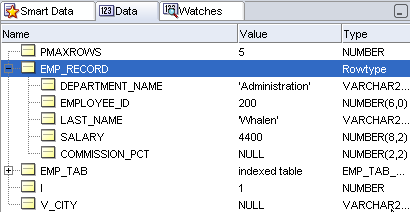 Smart Data Data Watches
Name Value Type
PMAXROWS 5 NUMBER
EMP_RECORD Rowtype
DEPARTMENT_NAME 'Administration' VARCHAR2...
EMPLOYEE_ID 200 NUMBER(6,0)
LAST_NAME 'Whalen' VARCHAR2...
SALARY 4400 NUMBER(8,2)
COMMISSION_PCT NULL NUMBER(2,2)
EMP_TAB indexed table EMP_TAB_...
I 1 NUMBER
V_CITY NULL VARCHAR2...